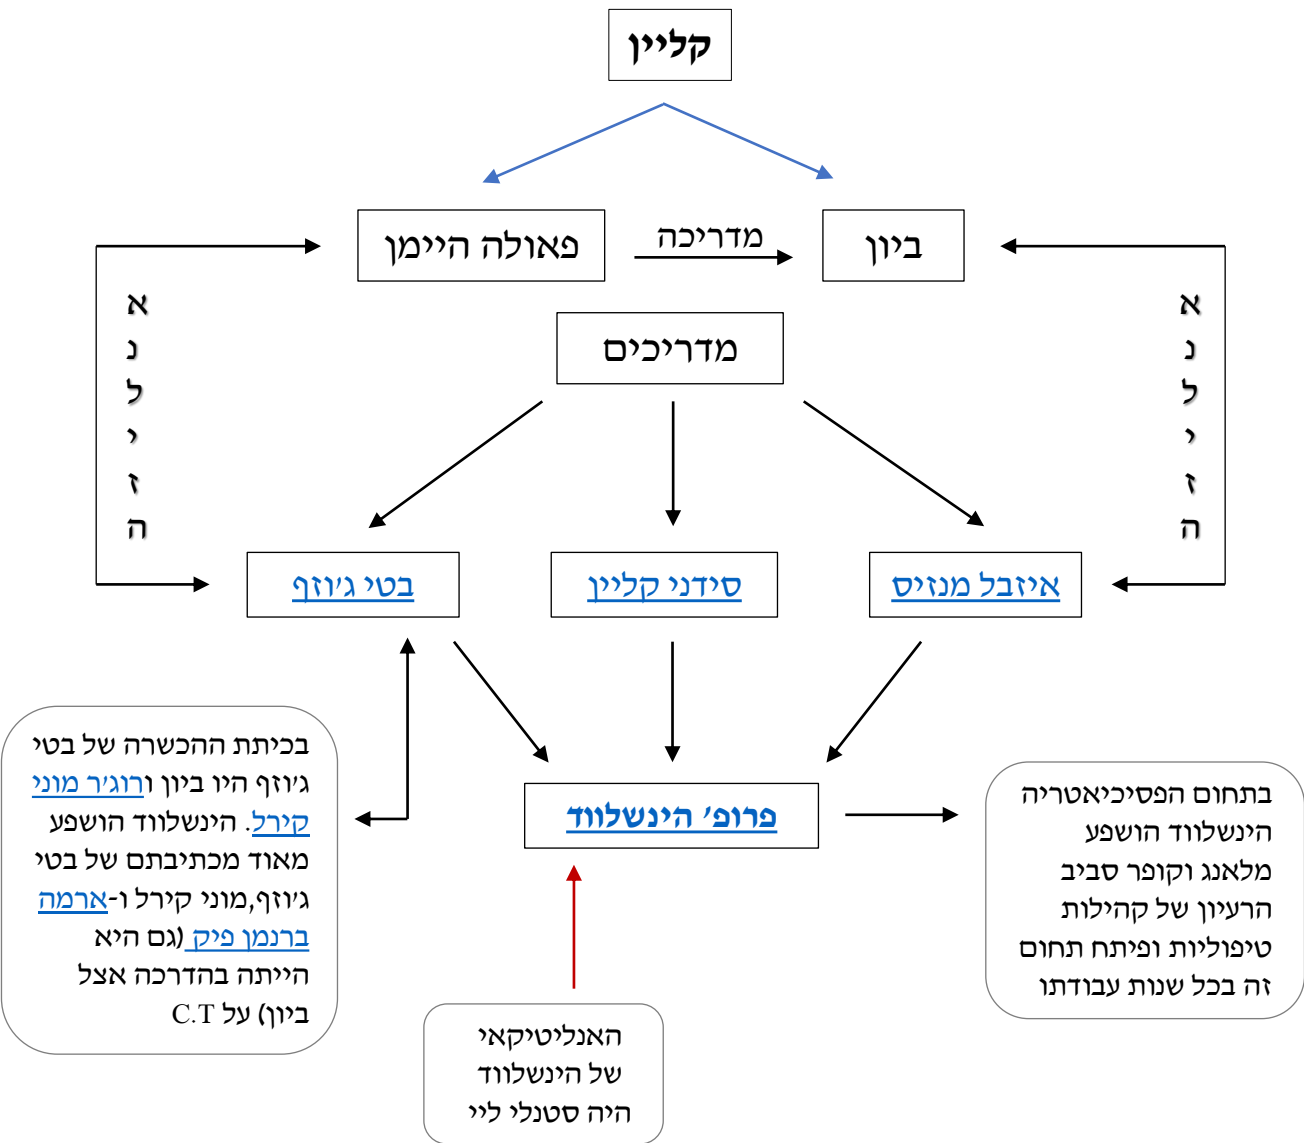 קליין
ביון
מדריכה
פאולה היימן
אנליזה
אנליזה
מדריכים
איזבל מנזיס
סידני קליין
בטי ג׳וזף
פרופ׳ הינשלווד
בתחום הפסיכיאטריה
הינשלווד הושפע
מלאנג וקופר סביב
הרעיון של קהילות
טיפוליות ופיתח תחום
זה בכל שנות עבודתו
בכיתת ההכשרה של בטי
ג׳וזף היו ביון ורוג׳ר מוני
קירל. הינשלווד הושפע
מאוד מכתיבתם של בטי
ג׳וזף,מוני קירל ו-ארמה
ברנמן פיק (גם היא
הייתה בהדרכה אצל
ביון) על C.T
האנליטיקאי
של הינשלווד
היה סטנלי ליי